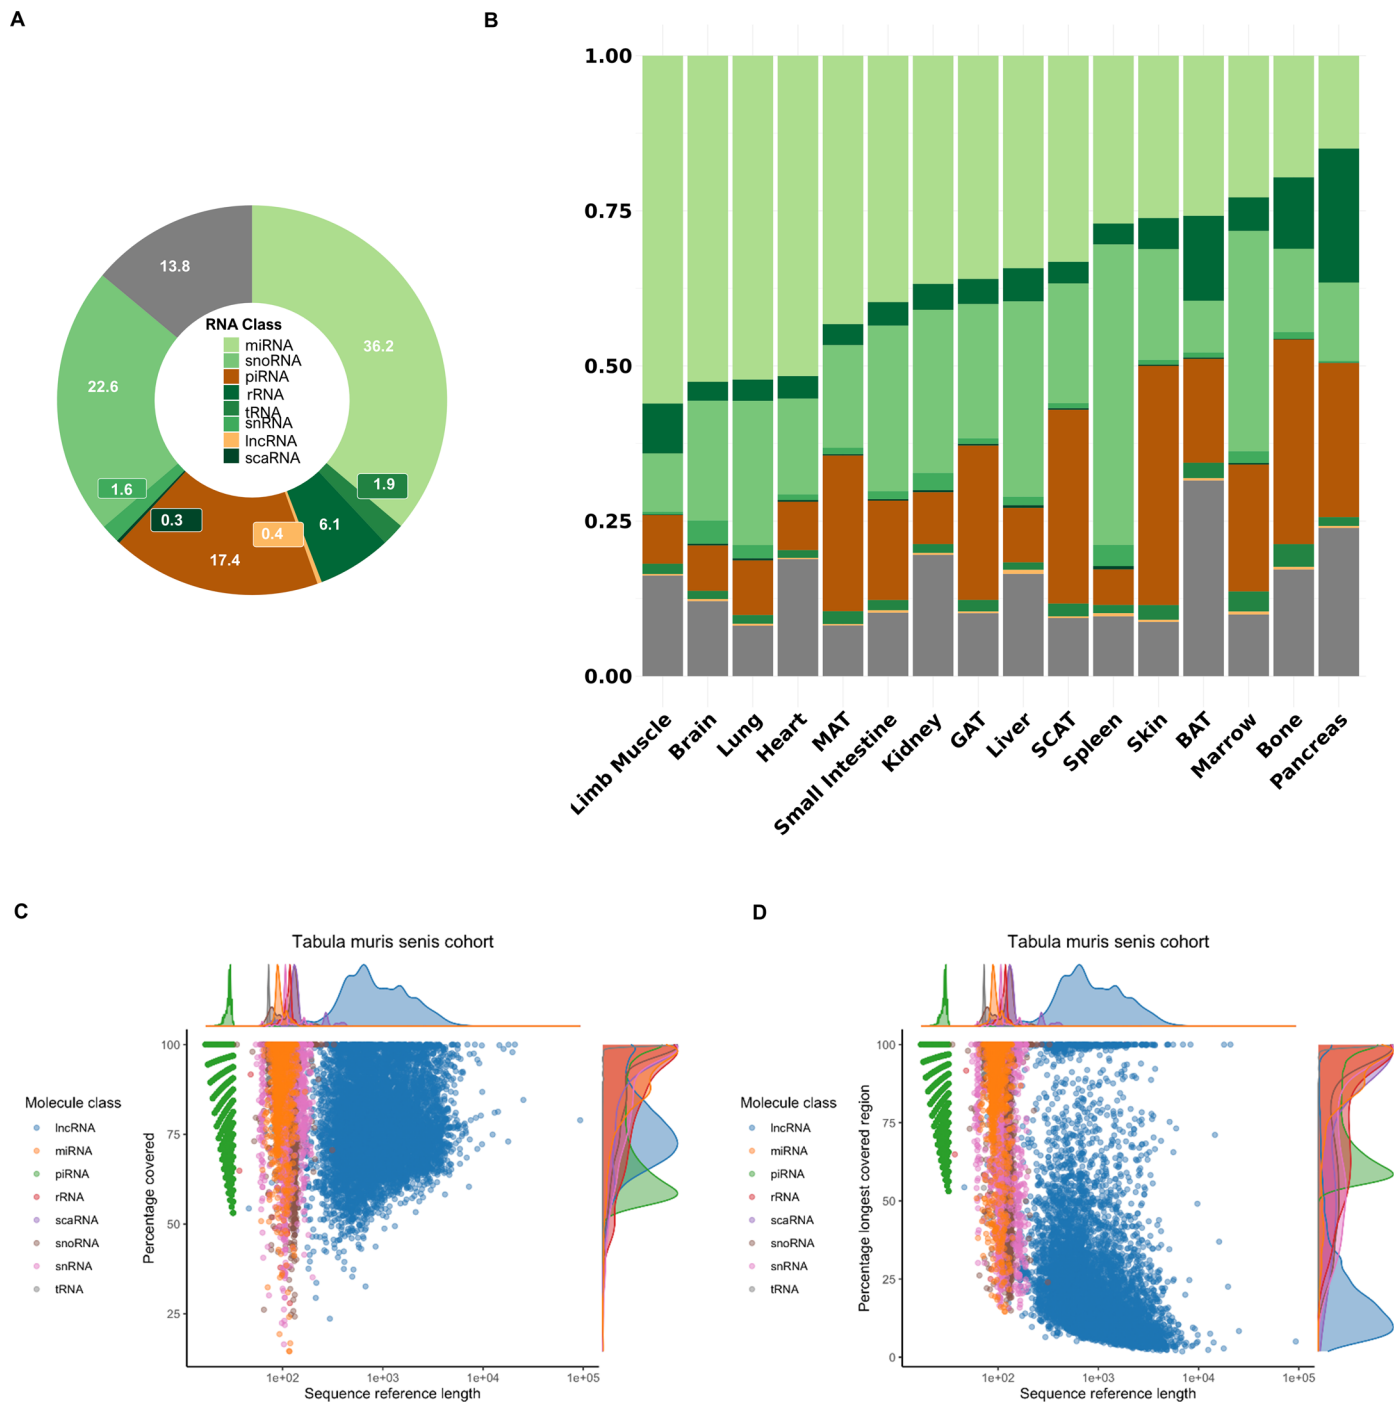 A
B
13.8
36.2
22.6
1.6
0.3
17.4
0.4
6.1
1.9
RNA Class
miRNA
snoRNA
piRNA
rRNA
tRNA
snRNA
lncRNA
scaRNA
1.00
0.75
0.50
0.25
0.00
Limb Muscle
Brain
Lung
Heart
MAT
Small Intestine
Kidney
GAT
Liver
SCAT
Spleen
Skin
BAT
Marrow
Bone
Pancreas
C
Tabula muris senis cohort
Molecule class
lncRNA
miRNA
piRNA
rRNA
scaRNA
snoRNA
snRNA
tRNA
Percentage covered
100
75
50
25
1e+02
1e+03
1e+04
1e+05
Sequence reference length
D
Tabula muris senis cohort
Molecule class
lncRNA
miRNA
piRNA
rRNA
scaRNA
snoRNA
snRNA
tRNA
Percentage longest covered region
100
75
50
25
0
1e+02
1e+03
1e+04
1e+05
Sequence reference length